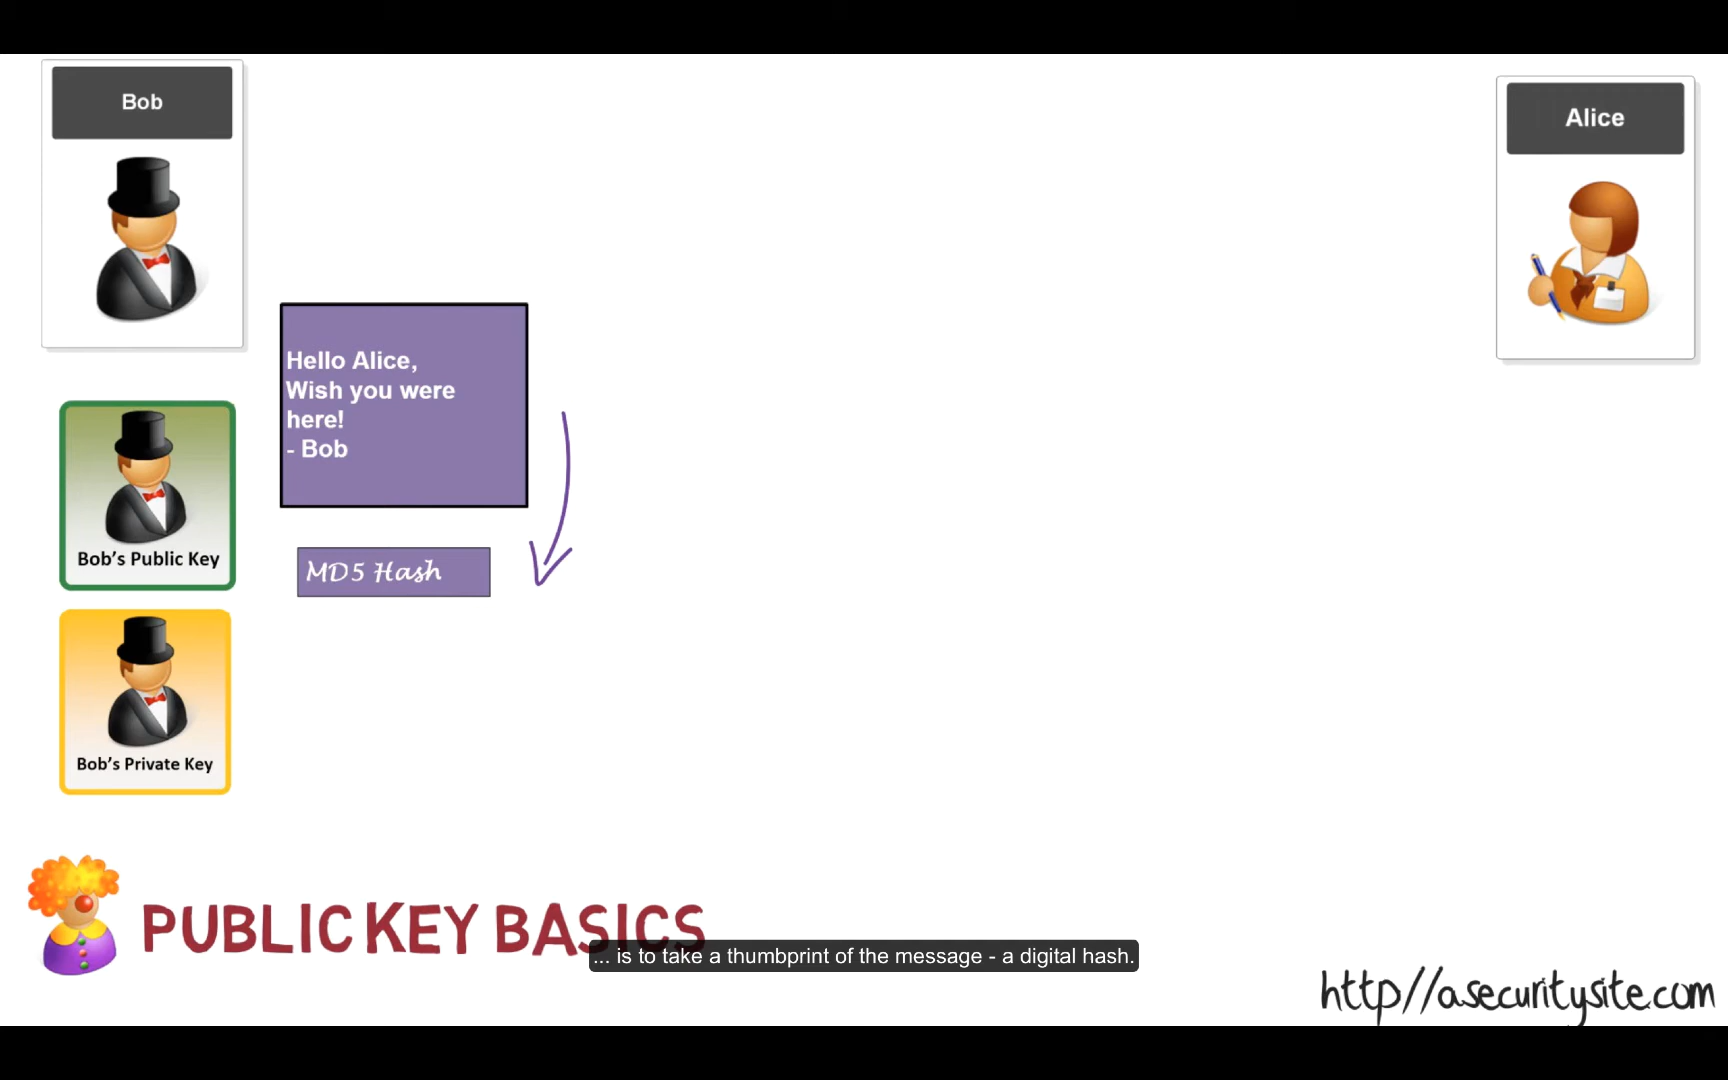 Bob
Alice
Hello Alice,
Wish you were
here!
- Bob
MD5 Hash
Bob's Public Key
Bob's Private Key
PUBLIC KEY BASICS
... is to take a thumbprint of the message - a digital hash.
http//asecuritysite.com